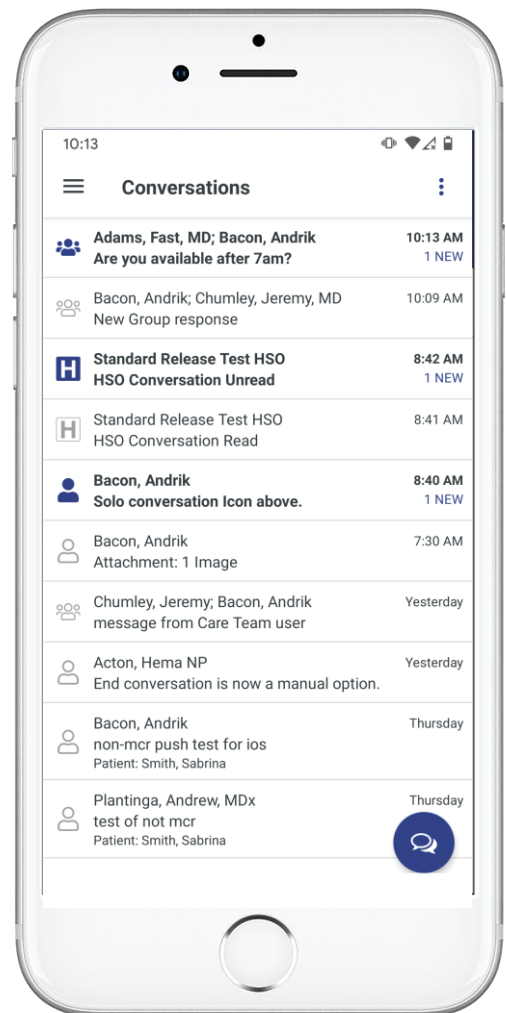 10:13
Conversations
Adams, Fast, MD; Bacon, Andrik
10:13 AM
Are you available after 7am?
1 NEW
Bacon, Andrik; Chumley, Jeremy, MD
10:09 AM
New Group response
H
Standard Release Test HSO
8:42 AM
HSO Conversation Unread
1 NEW
H
Standard Release Test HSO
8:41 AM
HSO Conversation Read
Bacon, Andrik
8:40 AM
Solo conversation Icon above.
1 NEW
Bacon, Andrik
7:30 AM
Attachment: 1 Image
Chumley, Jeremy; Bacon, Andrik
Yesterday
message from Care Team user
Acton, Hema NP
Yesterday
End conversation is now a manual option.
Bacon, Andrik
Thursday
non-mcr push test for ios
Patient: Smith, Sabrina
Plantinga, Andrew, MDx
Thursday
test of not mcr
Patient: Smith, Sabrina